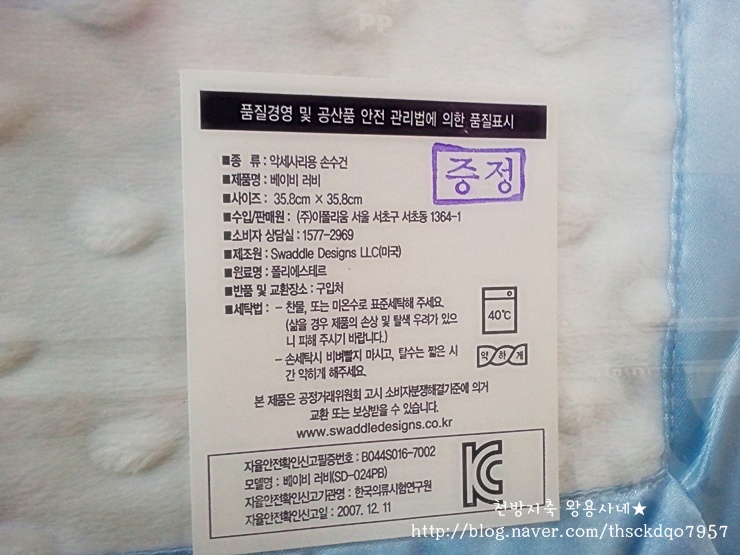 품질경영 및 공산품 안전 관리법에 의한 품질표시
증정
■종 류 : 악세사리용 손수건
■제품명 : 베이비 러비
■사이즈 : 35.8cm × 35.8cm
■수입/판매원 : (주)이폴리움 서울 서초구 서초동 1364-1
■소비자 상담실 : 1577-2969
■제조원 : Swaddle Designs LLC(미국)
■원료명 : 폴리에스테르
■반품 및 교환장소 : 구입처
■세탁법 : - 찬물, 또는 미온수로 표준세탁해 주세요.
(삶을 경우 제품의 손상 및 탈색 우려가 있으
니 피해 주시기 바랍니다.)
- 손세탁시 비벼빨지 마시고, 탈수는 짧은 시
간 약하게 해주세요.
40℃
약하게
본 제품은 공정거래위원회 고시 소비자분쟁해결기준에 의거
교환 또는 보상받을 수 있습니다.
www.swaddledesigns.co.kr
자율안전확인신고필증번호 : B044S016-7002
모델명 : 베이비 러비(SD-024PB)
자율안전확인신고기관명 : 한국의류시험연구원
자율안전확인신고일 : 2007. 12. 11
천방지축 왕용사네★
http://blog.naver.com/thsckdqo7957